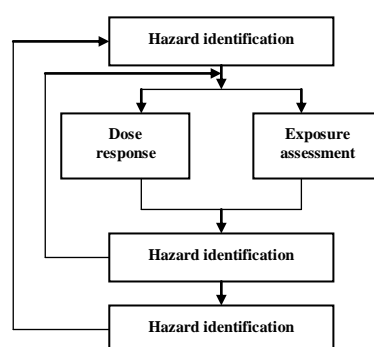 Hazard identification
Dose
response
Exposure
assessment
Hazard identification
Hazard identification